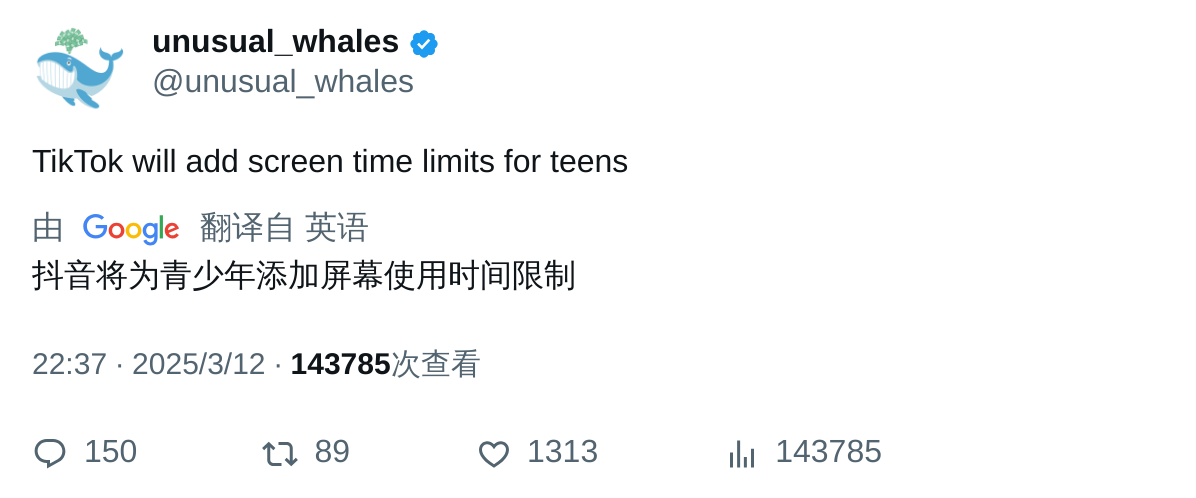 unusual_whales
@unusual_whales
TikTok will add screen time limits for teens
由 Google 翻译自 英语
抖音将为青少年添加屏幕使用时间限制
22:37 · 2025/3/12 · 143785次查看
150 89 1313 143785